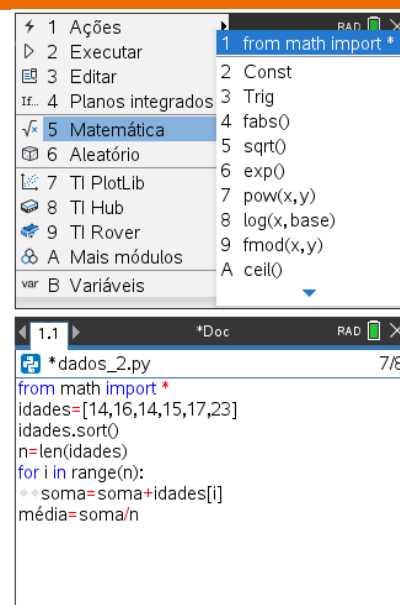 1 Ações
RAD
2 Executar
3 Editar
If... 4 Planos integrados
5 Matemática
6 Aleatório
7 TI PlotLib
8 TI Hub
9 TI Rover
A Mais módulos
var B Variáveis
1 from math import *
2 Const
3 Trig
4 fabs()
5 sqrt()
6 exp()
7 pow(x,y)
8 log(x,base)
9 fmod(x,y)
A ceil()
1.1 *Doc RAD
*dados_2.py 7/8
from math import *
idades=[14,16,14,15,17,23]
idades.sort()
n=len(idades)
for i in range(n):
soma=soma+idades[i]
média=soma/n